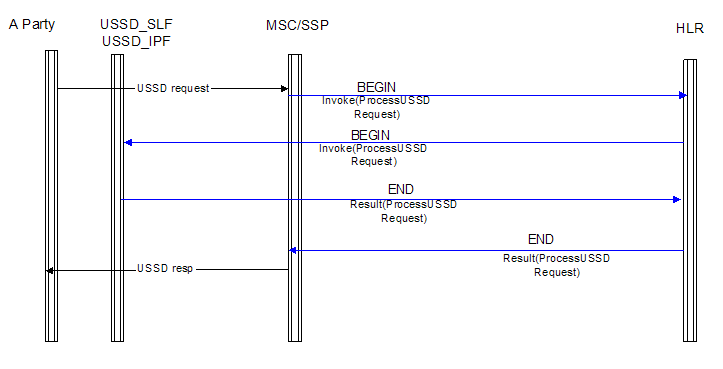 A Party
USSD_SLF
USSD_IPF
MSC/SSP
HLR
USSD request
BEGIN
Invoke(ProcessUSSD
Request)
BEGIN
Invoke(ProcessUSSD
Request)
END
Result(ProcessUSSD
Request)
END
Result(ProcessUSSD
Request)
USSD resp